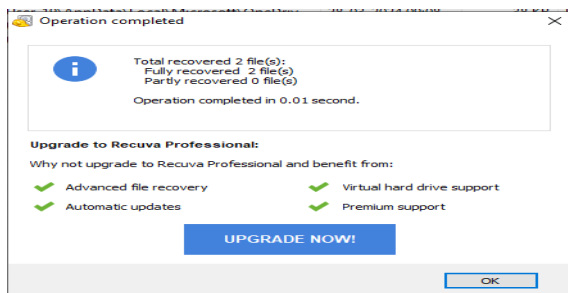 Operation completed
Total recovered 2 file(s):
Fully recovered 2 file(s)
Partly recovered 0 file(s)
Operation completed in 0.01 second.
Upgrade to Recuva Professional:
Why not upgrade to Recuva Professional and benefit from:
Advanced file recovery
Virtual hard drive support
Automatic updates
Premium support
UPGRADE NOW!
OK